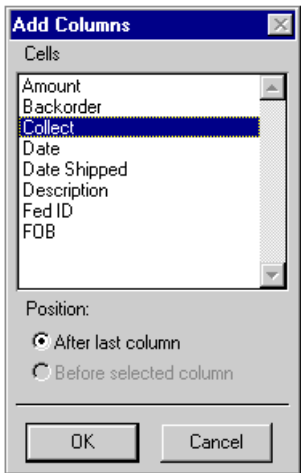 Add Columns
Cells
Amount
Backorder
Collect
Date
Date Shipped
Description
Fed ID
FOB
Position:
After last column
Before selected column
OK
Cancel